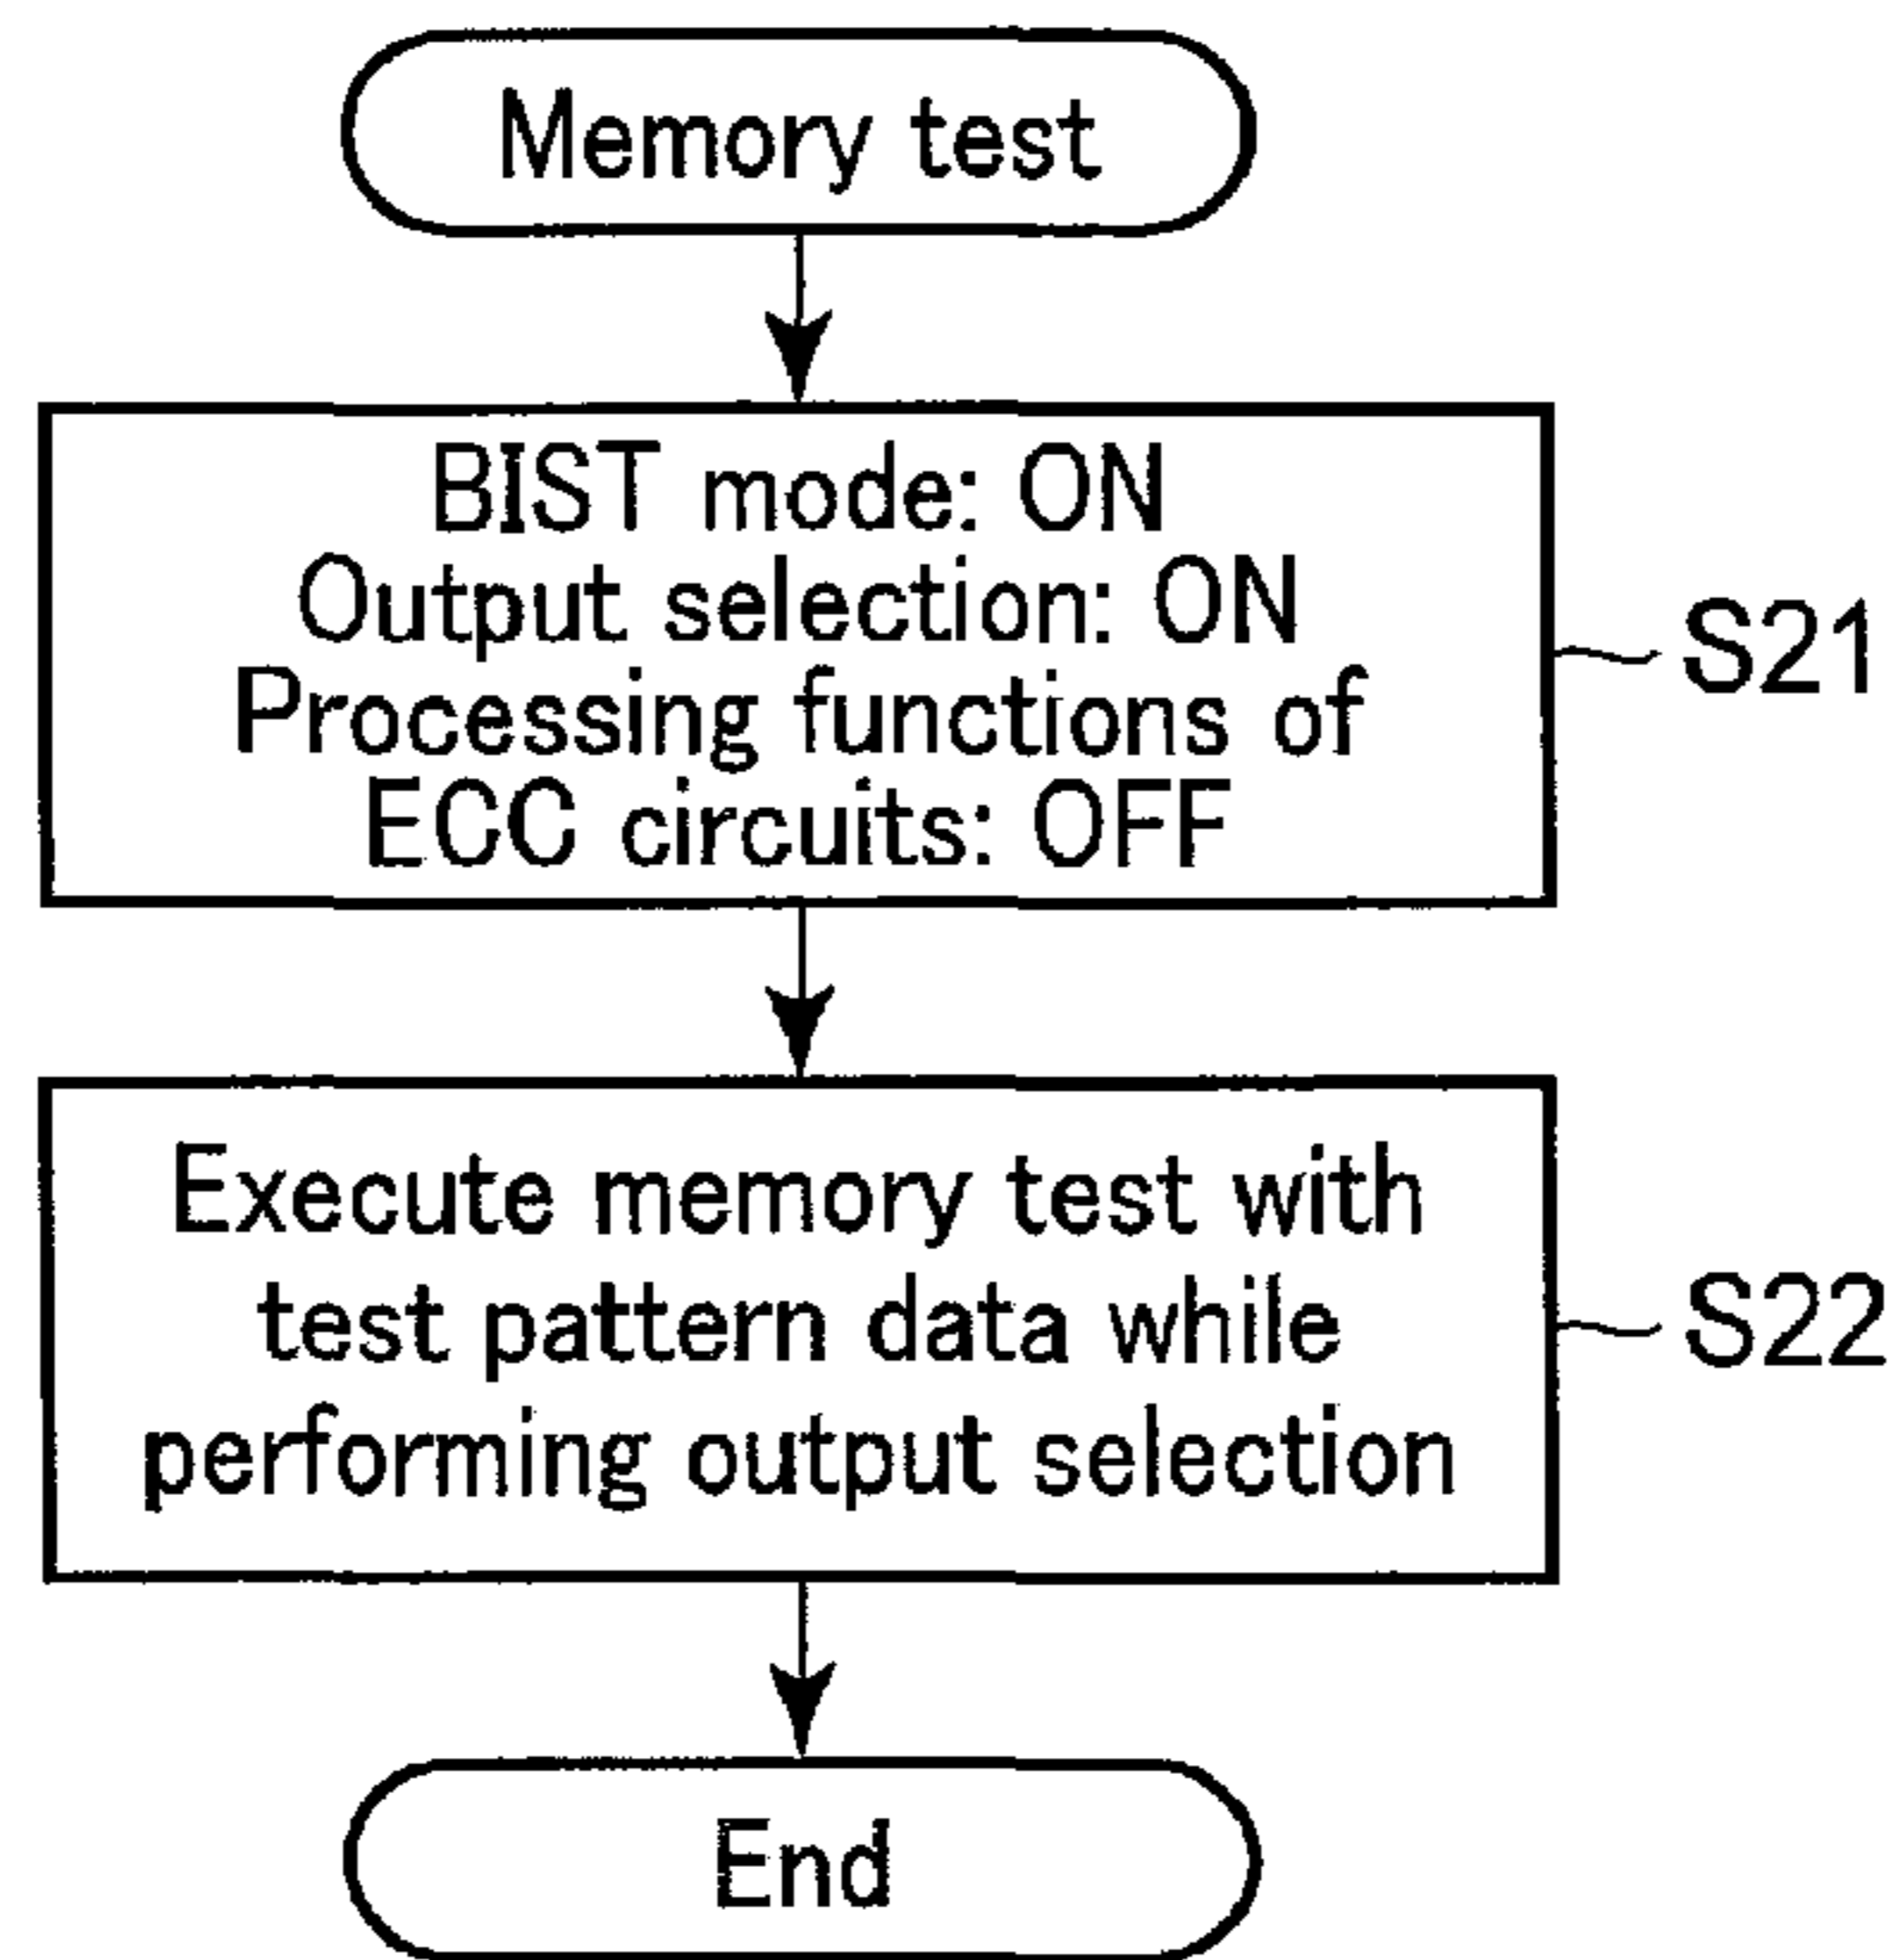 Memory test
BIST mode: ON
Output selection: ON
Processing functions of
ECC circuits: OFF
S21
Execute memory test with
test pattern data while
performing output selection
S22
End